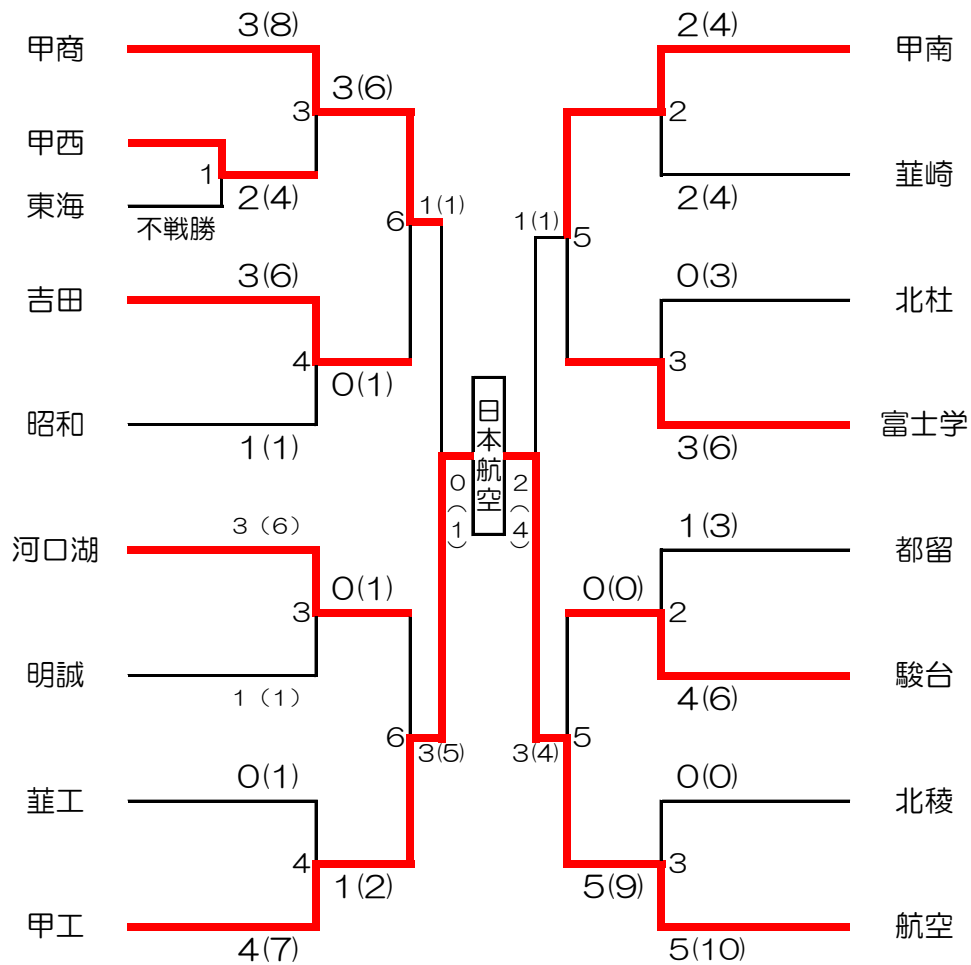 3(8)
2(4)
甲商
甲南
3(6)
3
2
甲西
1
韮崎
東海
2(4)
2(4)
不戦勝
1(1)
1(1)
6
5
3(6)
0(3)
吉田
北杜
4
3
0(1)
日本航空
昭和
富士学
1(1)
3(6)
0(1)
2(4)
3(6)
1(3)
河口湖
都留
0(1)
0(0)
3
2
明誠
駿台
1(1)
4(6)
6
5
3(5)
3(4)
0(1)
0(0)
韮工
北稜
4
3
1(2)
5(9)
甲工
航空
4(7)
5(10)